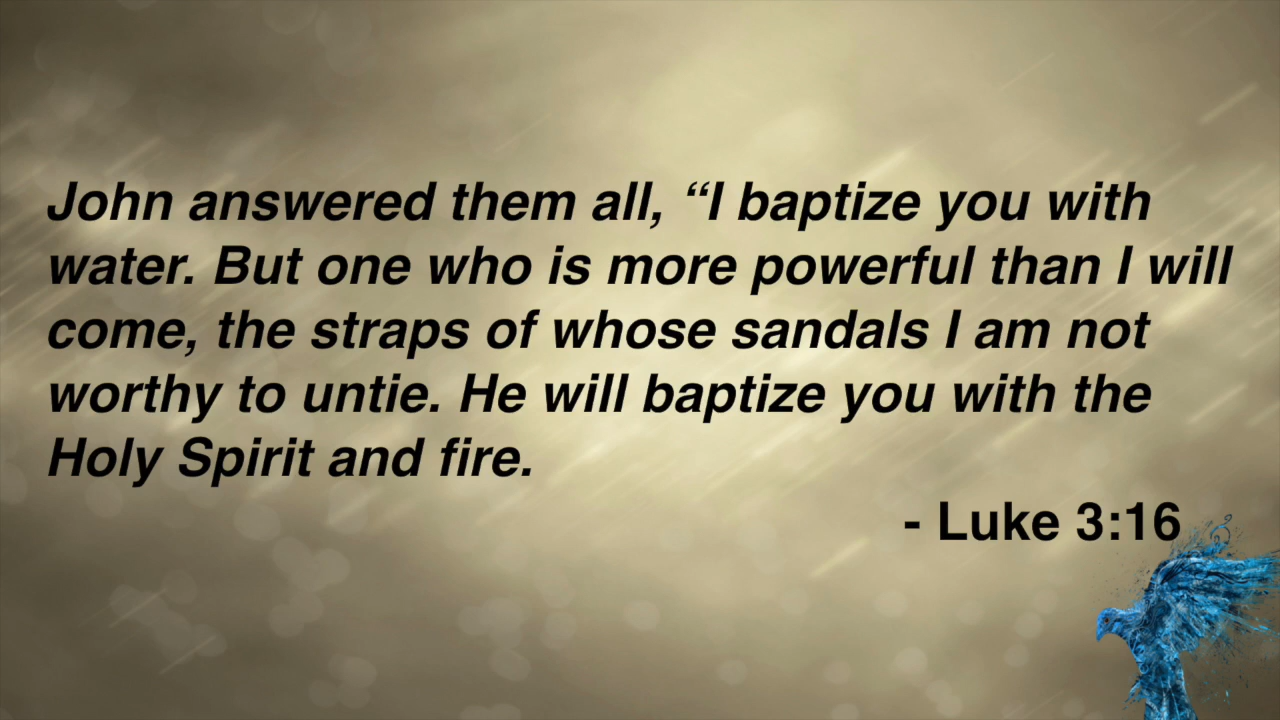 John answered them all, “I baptize you with
water. But one who is more powerful than I will
come, the straps of whose sandals I am not
worthy to untie. He will baptize you with the
Holy Spirit and fire.
- Luke 3:16